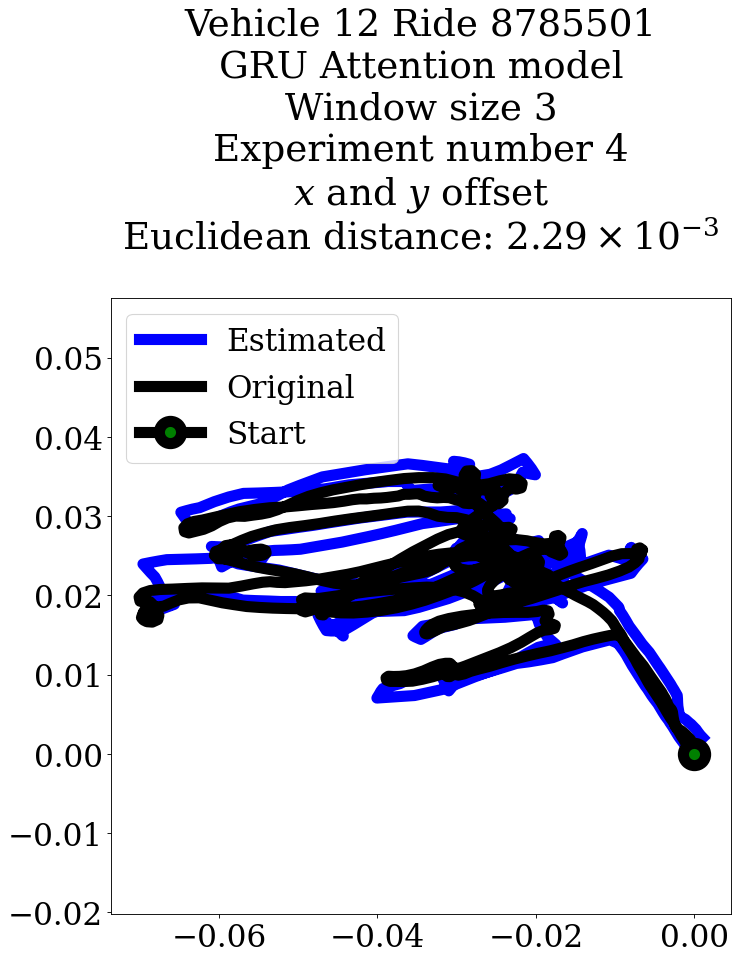 Vehicle 12 Ride 8785501
GRU Attention model
Window size 3
Experiment number 4
x and y offset
Euclidean distance: 2.29 × 10⁻³
Estimated
Original
Start
0.05
0.04
0.03
0.02
0.01
0.00
−0.01
−0.02
−0.06 −0.04 −0.02 0.00